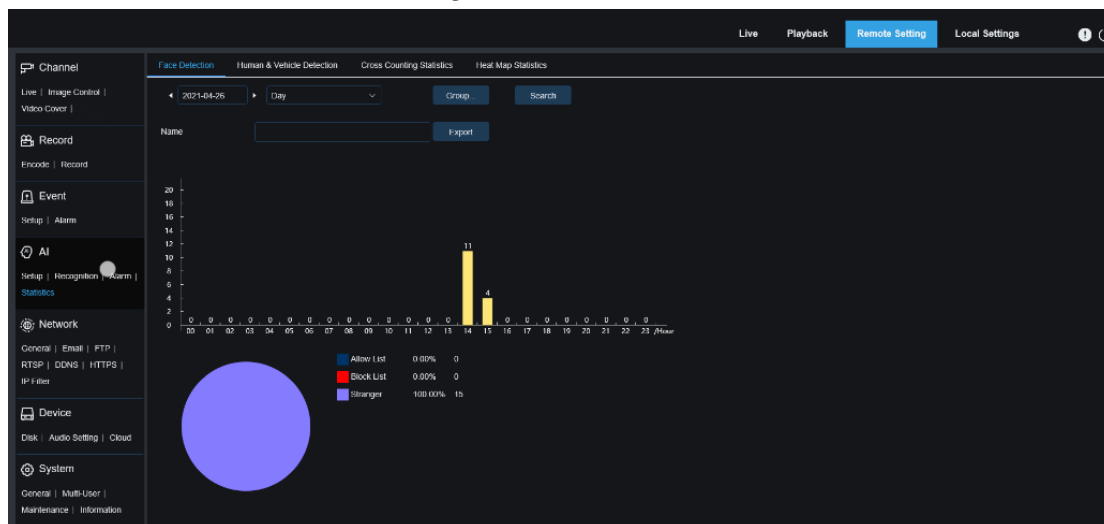 Live Playback Remote Setting Local Settings
Channel
Live | Image Control |
Video Cover |
Record
Encode | Record
Event
Setup | Alarm
AI
Setup | Recognition | Alarm |
Statistics
Network
General | Email | FTP |
RTSP | DDNS | HTTPS |
IP Filter
Device
Disk | Audio Setting | Cloud
System
General | Multi-User |
Maintenance | Information
Face Detection Human & Vehicle Detection Cross Counting Statistics Heat Map Statistics
2021-04-26 Day Group... Search
Name Export
20
18
16
14
12
10
8
6
4
2
0
0 0 0 0 0 0 0 0 0 0 0 0 0 0 11 4 0 0 0 0 0 0 0 0
00 01 02 03 04 05 06 07 08 09 10 11 12 13 14 15 16 17 18 19 20 21 22 23 /Hour
Allow List 0.00% 0
Block List 0.00% 0
Stranger 100.00% 15